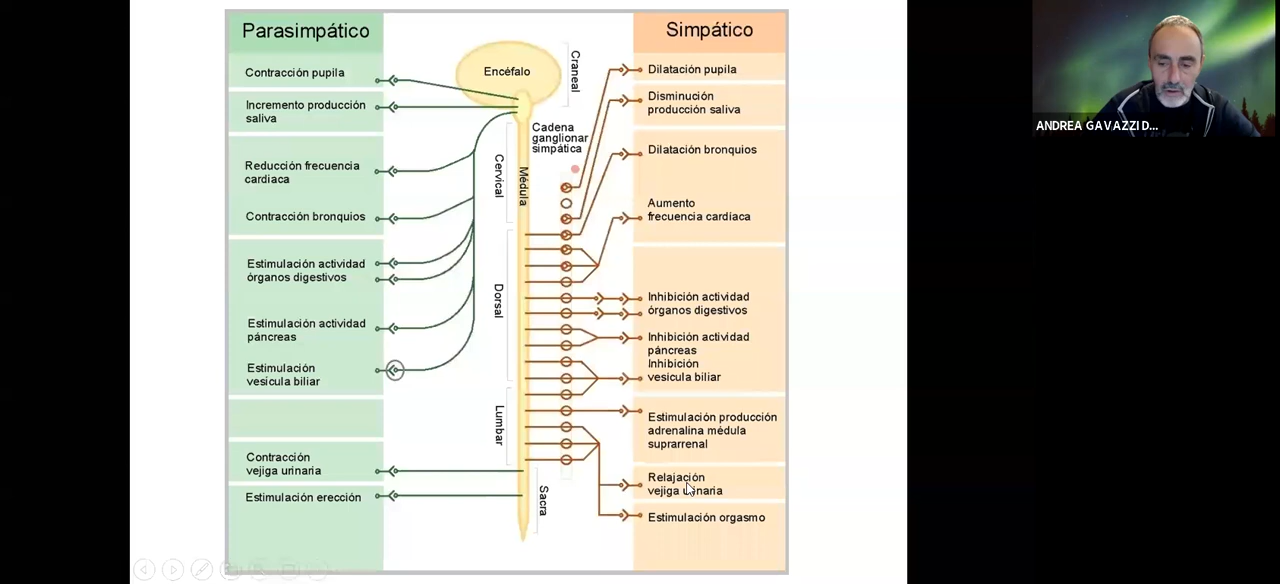 Parasimpático
Contracción pupila
Incremento producción
saliva
Reducción frecuencia
cardiaca
Contracción bronquios
Estimulación actividad
órganos digestivos
Estimulación actividad
páncreas
Estimulación
vesícula biliar
Contracción
vejiga urinaria
Estimulación erección
Encéfalo
Craneal
Cadena
ganglionar
simpática
Cervical
Médula
Dorsal
Lumbar
Sacra
Simpático
Dilatación pupila
Disminución
producción saliva
Dilatación bronquios
Aumento
frecuencia cardíaca
Inhibición actividad
órganos digestivos
Inhibición actividad
páncreas
Inhibición
vesícula biliar
Estimulación producción
adrenalina médula
suprarrenal
Relajación
vejiga urinaria
Estimulación orgasmo
ANDREA GAVAZZI D...